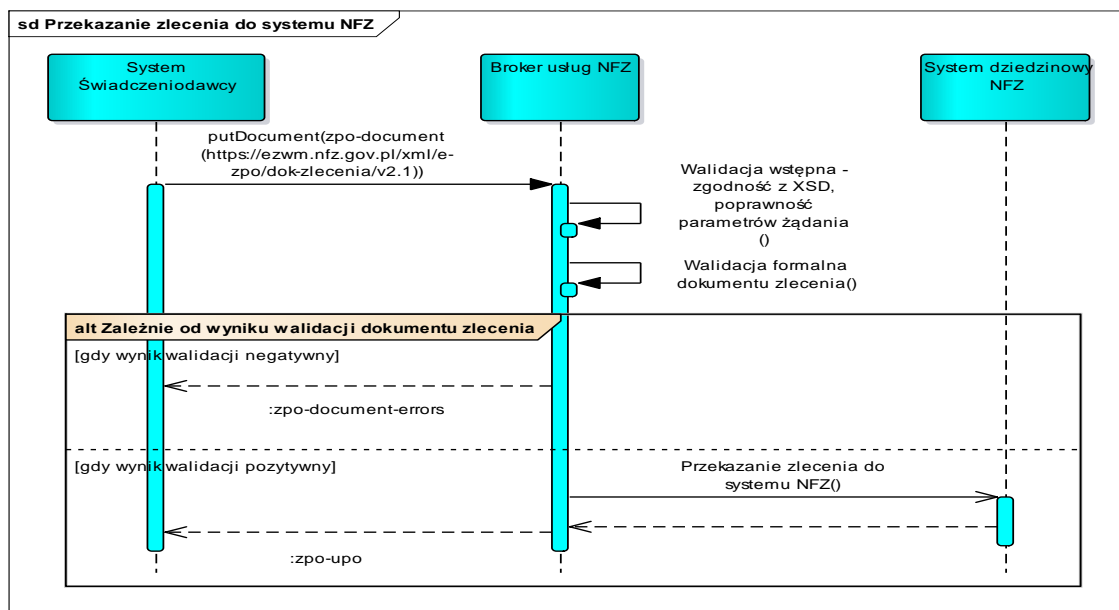 sd Przekazanie zlecenia do systemu NFZ
System
Świadczeniodawcy
Broker usług NFZ
System dziedzinowy
NFZ
putDocument(zpo-document
(https://ezwm.nfz.gov.pl/xml/e-
zpo/dok-zlecenia/v2.1))
Walidacja wstępna -
zgodność z XSD,
poprawność
parametrów żądania
()
Walidacja formalna
dokumentu zlecenia()
alt Zależnie od wyniku walidacji dokumentu zlecenia
[gdy wynik walidacji negatywny]
:zpo-document-errors
[gdy wynik walidacji pozytywny]
Przekazanie zlecenia do
systemu NFZ()
:zpo-upo